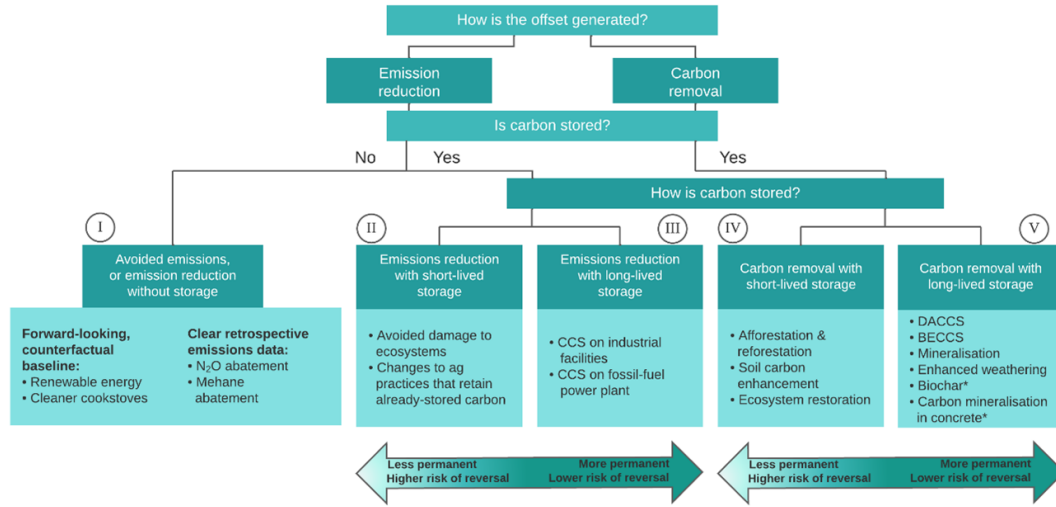 How is the offset generated?
Emission
reduction
Carbon
removal
Is carbon stored?
No
Yes
Yes
How is carbon stored?
I
Avoided emissions,
or emission reduction
without storage
Forward-looking,
counterfactual
baseline:
• Renewable energy
• Cleaner cookstoves
Clear retrospective
emissions data:
▪ N₂O abatement
• Mehane
abatement
II
Emissions reduction
with short-lived
storage
• Avoided damage to
ecosystems
• Changes to ag
practices that retain
already-stored carbon
III
Emissions reduction
with long-lived
storage
• CCS on industrial
facilities
• CCS on fossil-fuel
power plant
IV
Carbon removal with
short-lived storage
• Afforestation &
reforestation
• Soil carbon
enhancement
• Ecosystem restoration
V
Carbon removal with
long-lived storage
• DACCS
• BECCS
• Mineralisation
• Enhanced weathering
• Biochar*
• Carbon mineralisation
in concrete*
Less permanent
Higher risk of reversal
More permanent
Lower risk of reversal
Less permanent
Higher risk of reversal
More permanent
Lower risk of reversal